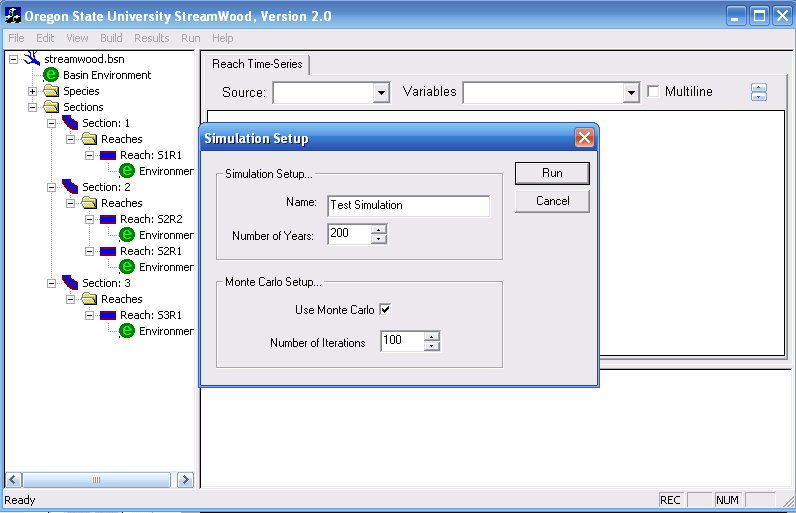 Oregon State University StreamWood, Version 2.0
File Edit View Build Results Run Help
streamwood.bsn
Basin Environment
Species
Sections
Section: 1
Reaches
Reach: S1R1
Environmer
Section: 2
Reaches
Reach: S2R2
Environmer
Reach: S2R1
Environmer
Section: 3
Reaches
Reach: S3R1
Environmer
Reach Time-Series
Source: Variables Multiline
Simulation Setup
Simulation Setup...
Name: Test Simulation
Number of Years: 200
Monte Carlo Setup...
Use Monte Carlo
Number of Iterations 100
Run
Cancel
Ready REC NUM